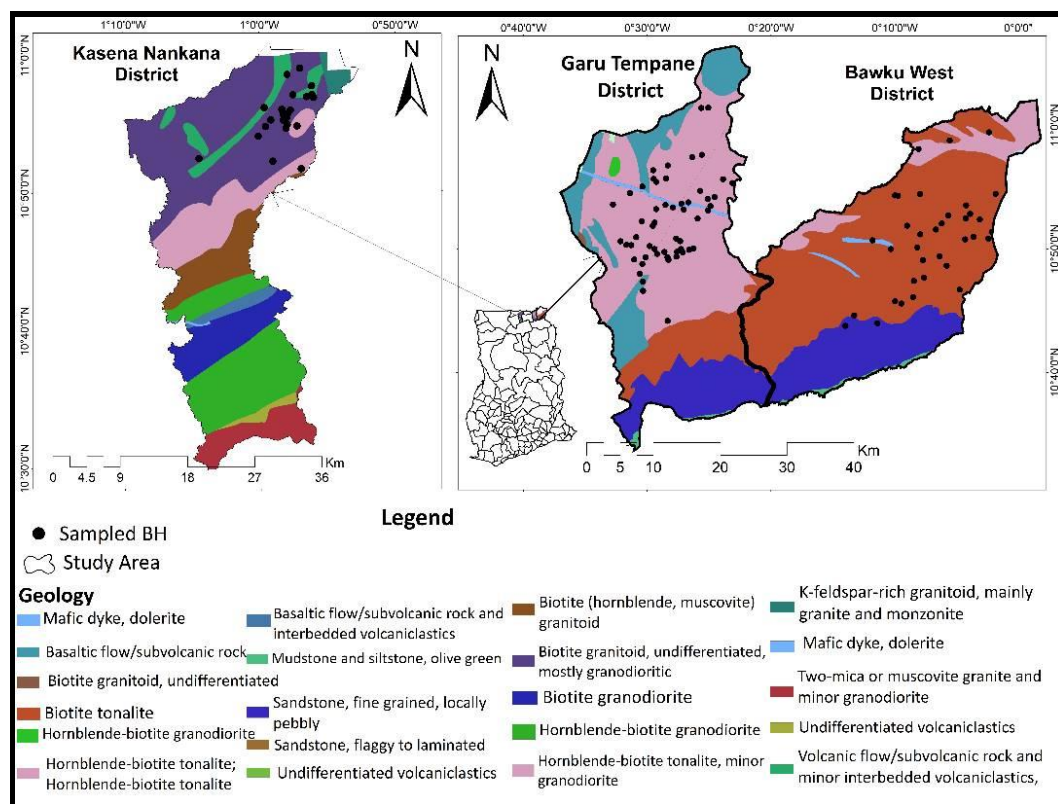 1°10'0"W
1°0'0"W
0°40'0"W
0°30'0"W
0°20'0"W
0°10'0"W
0°0'0"
Kasena Nankana
District
N
N
Garu Tempane
District
Bawku West
District
11°0'0"N
10°50'0"N
10°40'0"N
10°30'0"N
11°0'0"N
10°50'0"N
10°40'0"N
Km
0 4.5 9 18 27 36
Km
0 5 10 20 30 40
Legend
Sampled BH
Study Area
Geology
Mafic dyke, dolerite
Basaltic flow/subvolcanic rock
Biotite granitoid, undifferentiated
Biotite tonalite
Hornblende-biotite granodiorite
Hornblende-biotite tonalite;
Hornblende-biotite tonalite
Basaltic flow/subvolcanic rock and
interbedded volcaniclastics
Mudstone and siltstone, olive green
Sandstone, fine grained, locally
pebbly
Sandstone, flaggy to laminated
Undifferentiated volcaniclastics
Biotite (hornblende, muscovite)
granitoid
Biotite granitoid, undifferentiated,
mostly granodioritic
Biotite granodiorite
Hornblende-biotite granodiorite
Hornblende-biotite tonalite, minor
granodiorite
K-feldspar-rich granitoid, mainly
granite and monzonite
Mafic dyke, dolerite
Two-mica or muscovite granite and
minor granodiorite
Undifferentiated volcaniclastics
Volcanic flow/subvolcanic rock and
minor interbedded volcaniclastics,